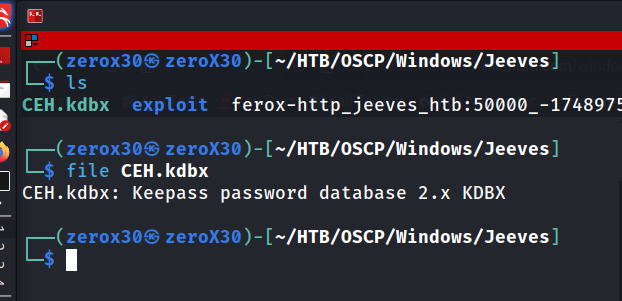 ┌──(zerox30㉿zeroX30)-[~/HTB/OSCP/Windows/Jeeves]
└─$ ls
CEH.kdbx exploit ferox-http_jeeves_htb:50000_-1748975
┌──(zerox30㉿zeroX30)-[~/HTB/OSCP/Windows/Jeeves]
└─$ file CEH.kdbx
CEH.kdbx: Keepass password database 2.x KDBX
┌──(zerox30㉿zeroX30)-[~/HTB/OSCP/Windows/Jeeves]
└─$